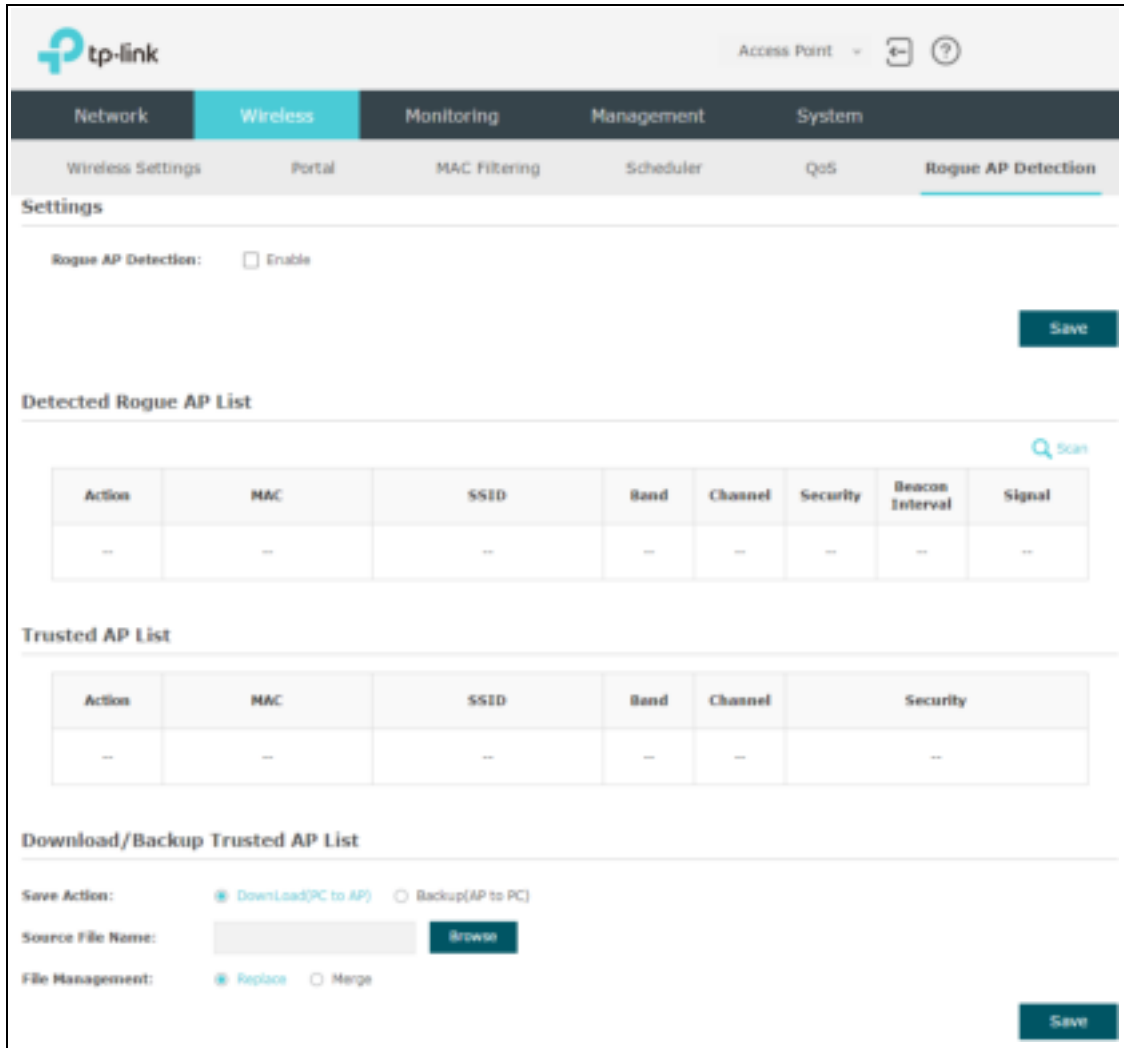 tp-link Access Point
Network Wireless Monitoring Management System
Wireless Settings Portal MAC Filtering Scheduler QoS Rogue AP Detection
Settings
Rogue AP Detection: Enable
Save
Detected Rogue AP List
Scan
Action MAC SSID Band Channel Security Beacon Interval Signal
-- -- -- -- -- -- -- --
Trusted AP List
Action MAC SSID Band Channel Security
-- -- -- -- -- --
Download/Backup Trusted AP List
Save Action: DownLoad(PC to AP) Backup(AP to PC)
Source File Name: Browse
File Management: Replace Merge
Save